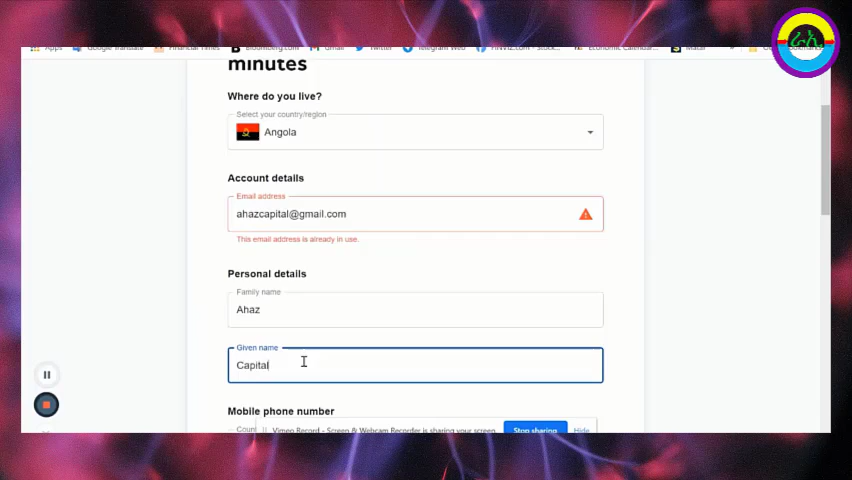 Apps Google Translate Financial Times Bloomberg.com Gmail Twitter Telegram Web FINVIZ.com - Stock... Economic Calendar...
minutes
Where do you live?
Select your country/region
Angola
Account details
Email address
ahazcapital@gmail.com
This email address is already in use.
Personal details
Family name
Ahaz
Given name
Capital
Mobile phone number
Vimeo Record - Screen & Webcam Recorder is sharing your screen. Stop sharing Hide